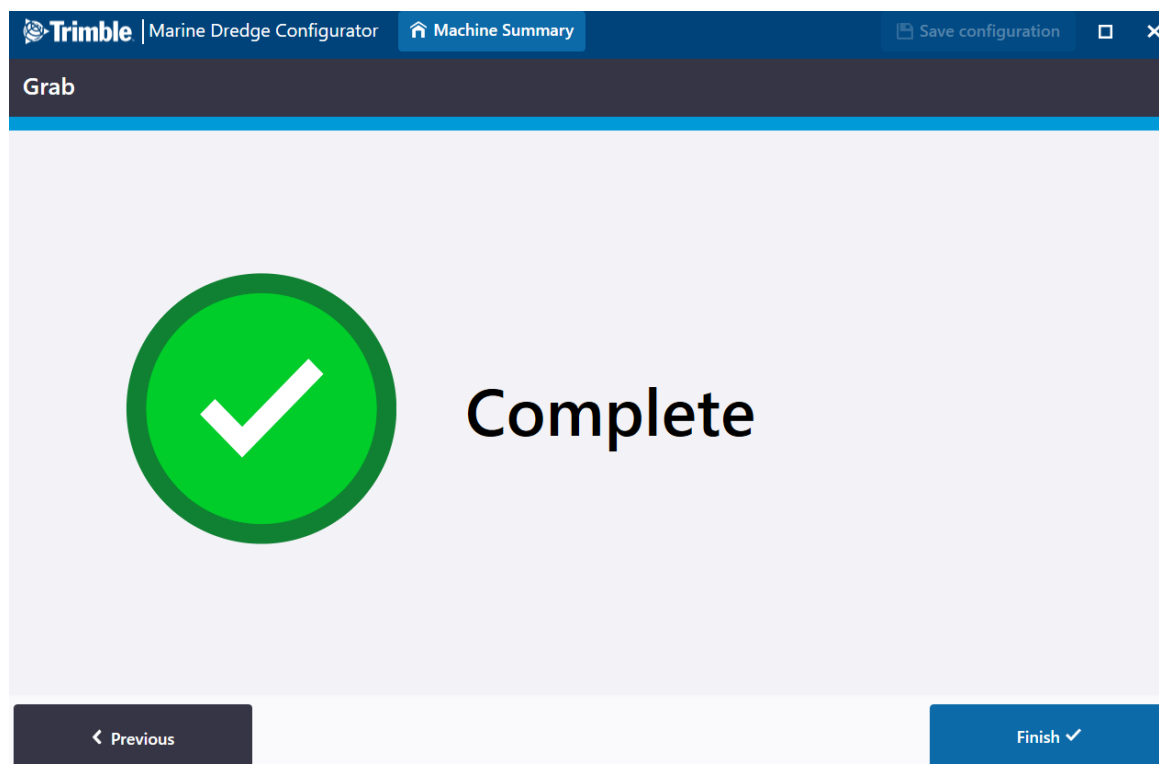 Trimble. | Marine Dredge Configurator Machine Summary Save configuration
Grab
Complete
Previous Finish